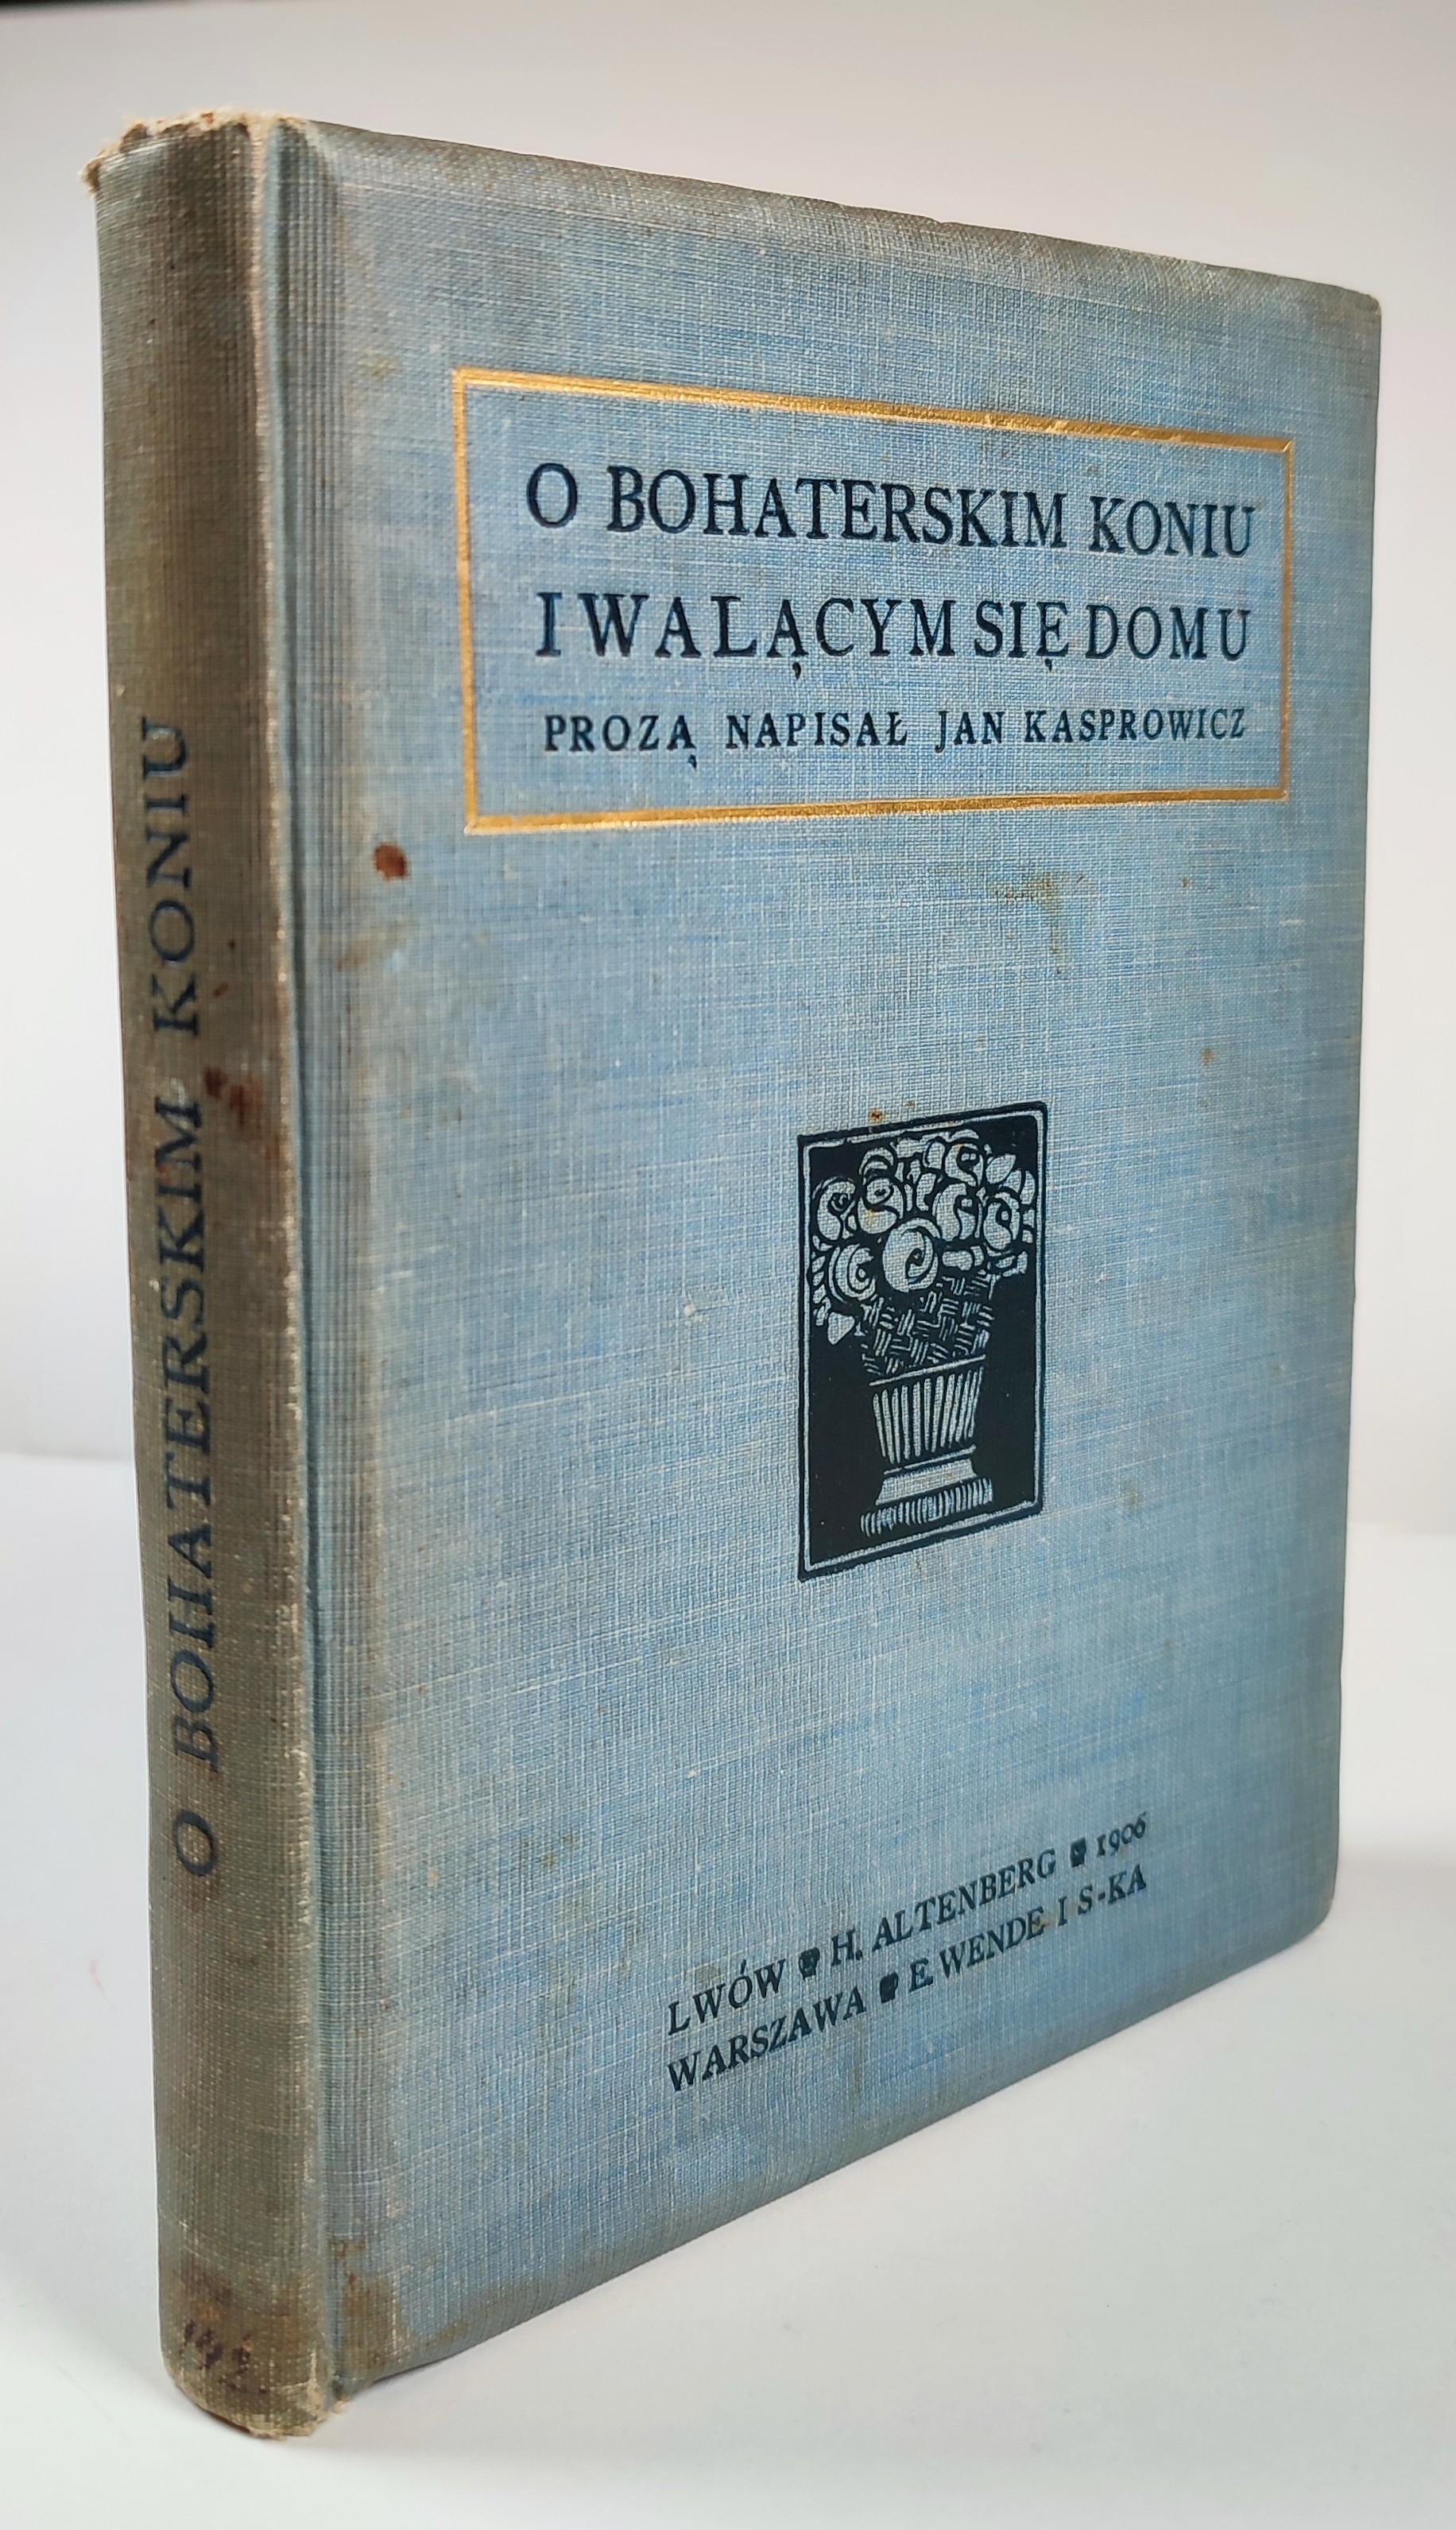 O BOHATERSKIM KONIU
I WALĄCYM SIĘ DOMU
PROZĄ NAPISAŁ JAN KASPROWICZ
LWÓW H. ALTENBERG 1906
WARSZAWA E. WENDE I S-KA
O BOHATERSKIM KONIU